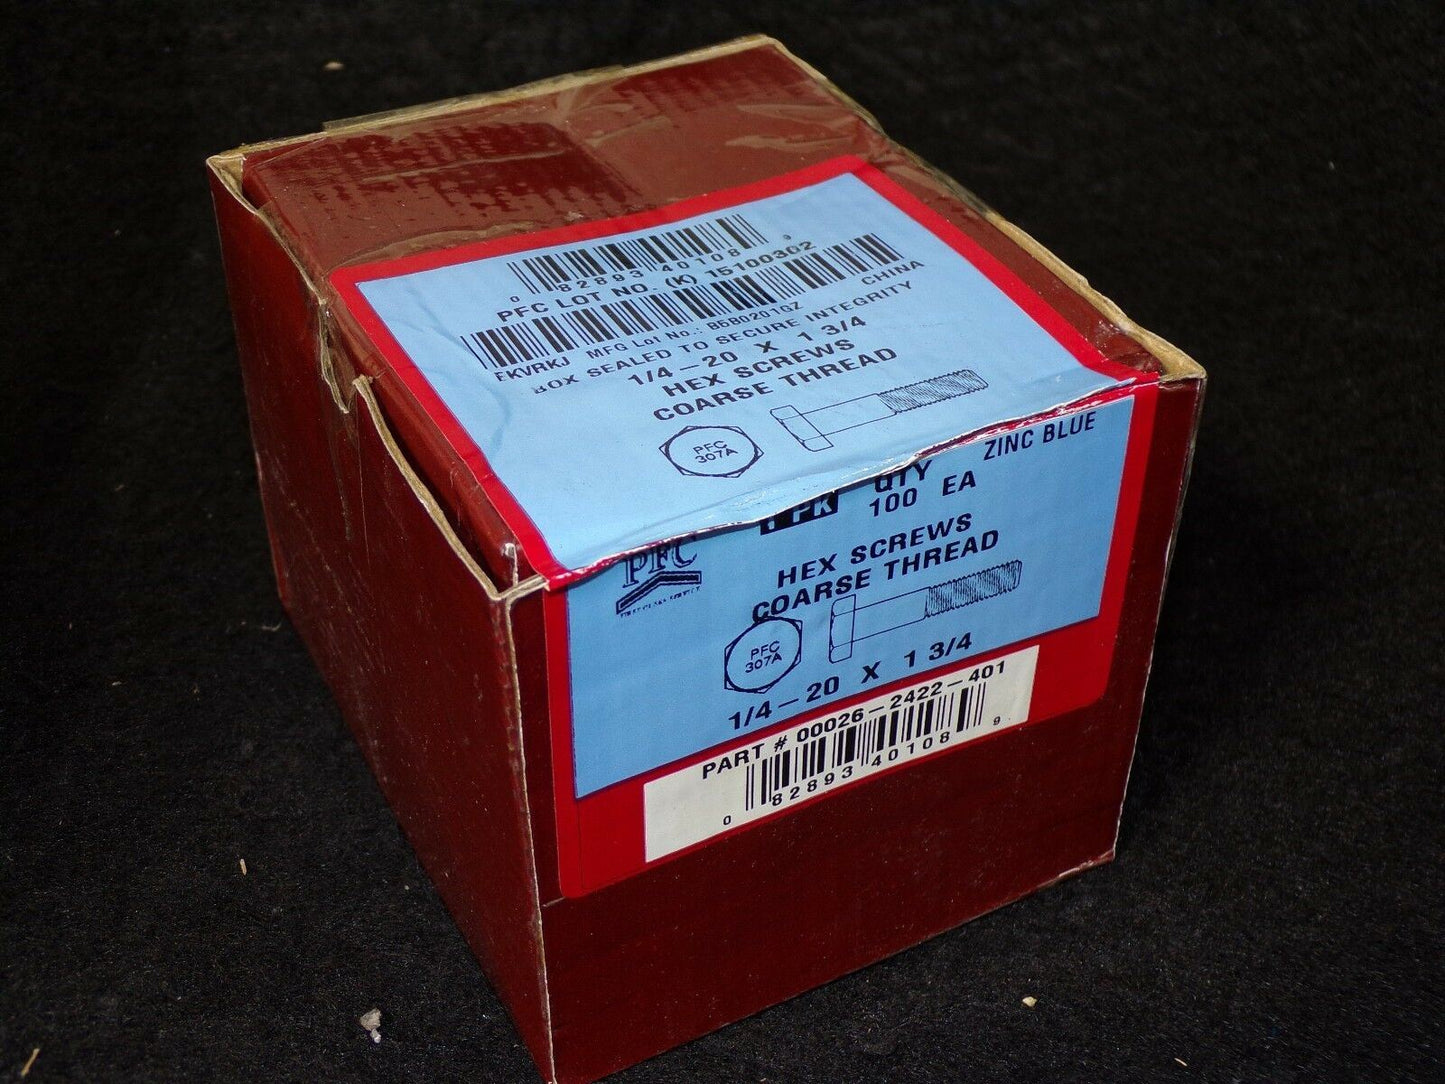 0 82893 40108 9
PFC LOT NO. (K) 15100302
EKVRKJ MFG Lot No.: B6B0201GZ CHINA
BOX SEALED TO SECURE INTEGRITY
1/4-20 X 1 3/4
HEX SCREWS
COARSE THREAD
PFC
307A
ZINC BLUE
1 PK QTY
100 EA
PFC
HEX SCREWS
COARSE THREAD
PFC
307A
1/4-20 X 1 3/4
PART # 00026-2422-401
0 82893 40108 9